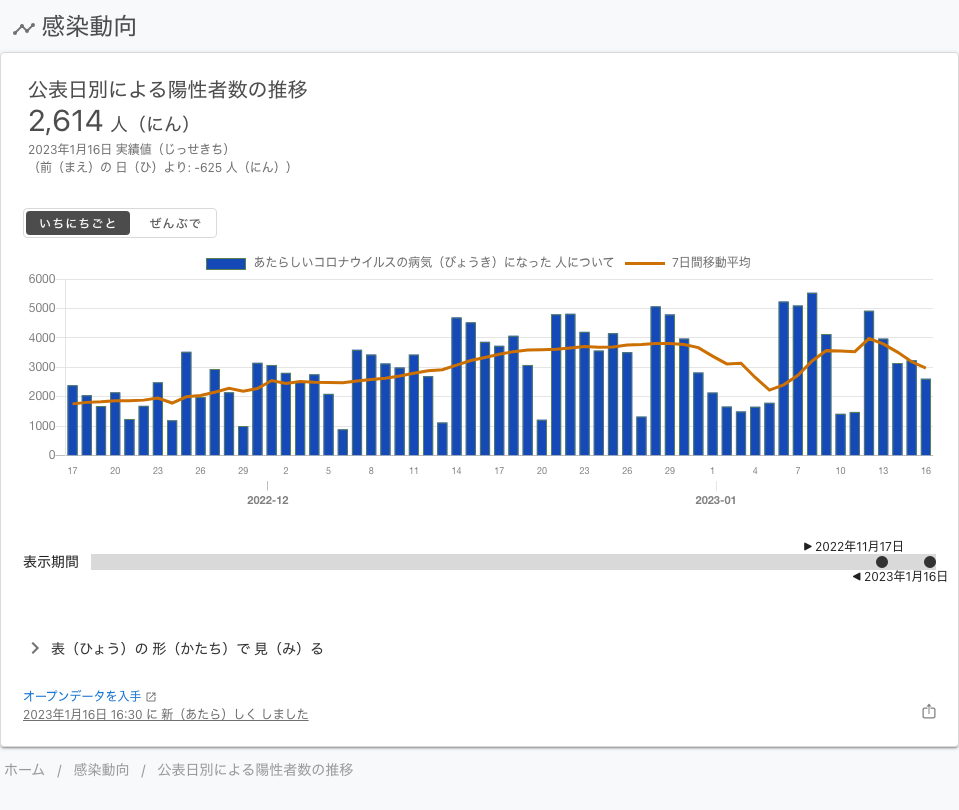 感染動向
公表日別による陽性者数の推移
2,614 人（にん）
2023年1月16日 実績値（じっせきち）
（前（まえ）の 日（ひ）より: -625 人（にん））
いちにちごと ぜんぶで
あたらしいコロナウイルスの病気（びょうき）になった 人について 7日間移動平均
6000
5000
4000
3000
2000
1000
0
17 20 23 26 29 2 5 8 11 14 17 20 23 26 29 1 4 7 10 13 16
2022-12 2023-01
2022年11月17日
表示期間
2023年1月16日
表（ひょう）の 形（かたち）で 見（み）る
オープンデータを入手
2023年1月16日 16:30 に 新（あたら）しく しました
ホーム / 感染動向 / 公表日別による陽性者数の推移